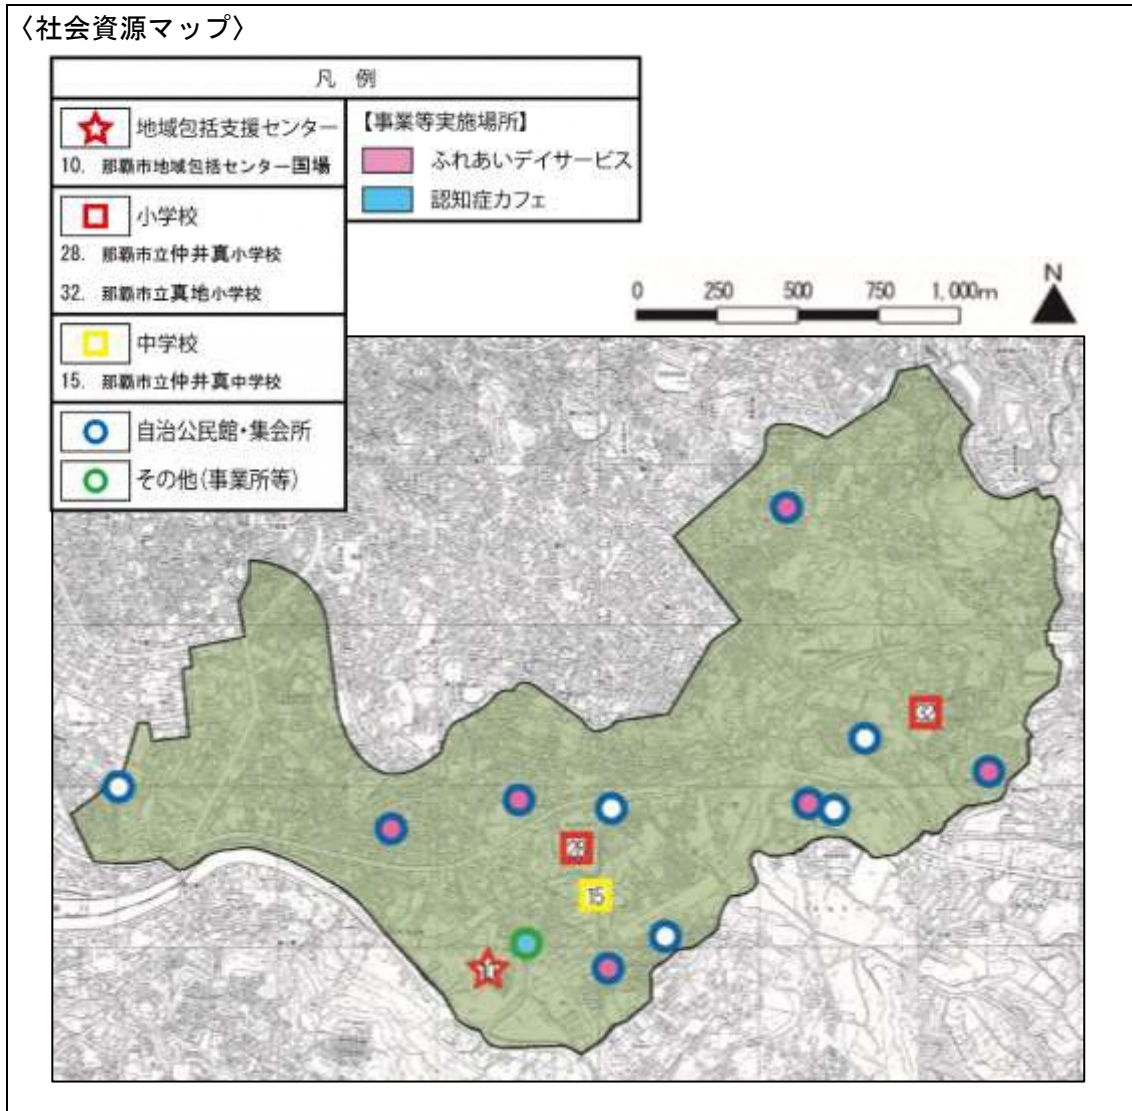 〈社会資源マップ〉
凡 例
地域包括支援センター
10. 那覇市地域包括センター国場
小学校
28. 那覇市立仲井真小学校
32. 那覇市立真地小学校
中学校
15. 那覇市立仲井真中学校
自治公民館・集会所
その他(事業所等)
【事業等実施場所】
ふれあいデイサービス
認知症カフェ
N
0 250 500 750 1,000m
32
28
15